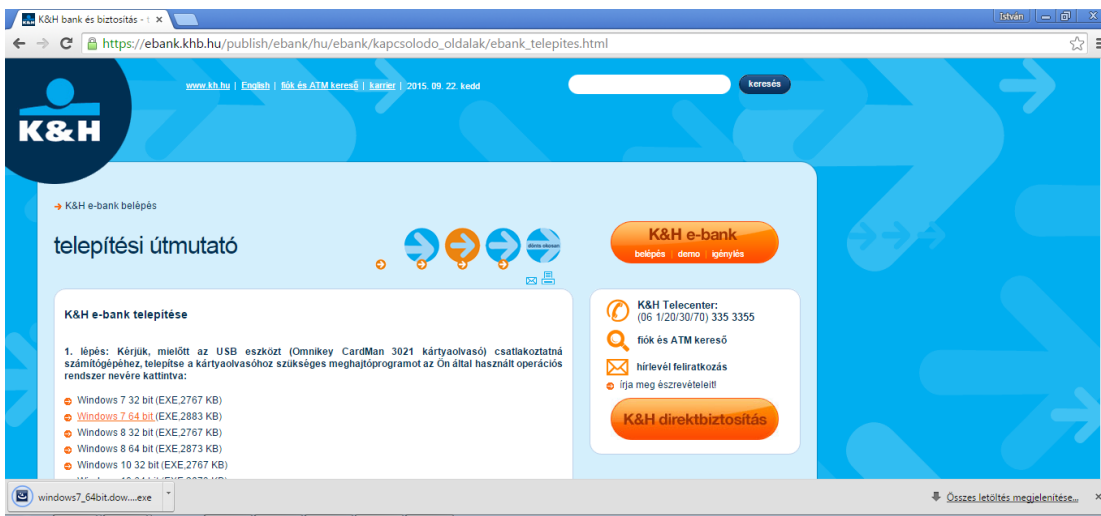 K&H bank és biztosítás - t
István
https://ebank.khb.hu/publish/ebank/hu/ebank/kapcsolodo_oldalak/ebank_telepites.html
www.kh.hu | English | fiók és ATM kereső | karrier | 2015. 09. 22. kedd
keresés
K&H
K&H e-bank belépés
telepítési útmutató
döntés okosan
K&H e-bank
belépés | demo | igénylés
K&H e-bank telepítése
1. lépés: Kérjük, mielőtt az USB eszközt (Omnikey CardMan 3021 kártyaolvasó) csatlakoztatná
számítógépéhez, telepítse a kártyaolvasóhoz szükséges meghajtóprogramot az Ön által használt operációs
rendszer nevére kattintva:
Windows 7 32 bit (EXE,2767 KB)
Windows 7 64 bit (EXE,2883 KB)
Windows 8 32 bit (EXE,2767 KB)
Windows 8 64 bit (EXE,2873 KB)
Windows 10 32 bit (EXE,2767 KB)
K&H Telecenter:
(06 1/20/30/70) 335 3355
fiók és ATM kereső
hírlevél feliratkozás
írja meg észrevételeit!
K&H direktbiztosítás
windows7_64bit.dow....exe
Összes letöltés megjelenítése...